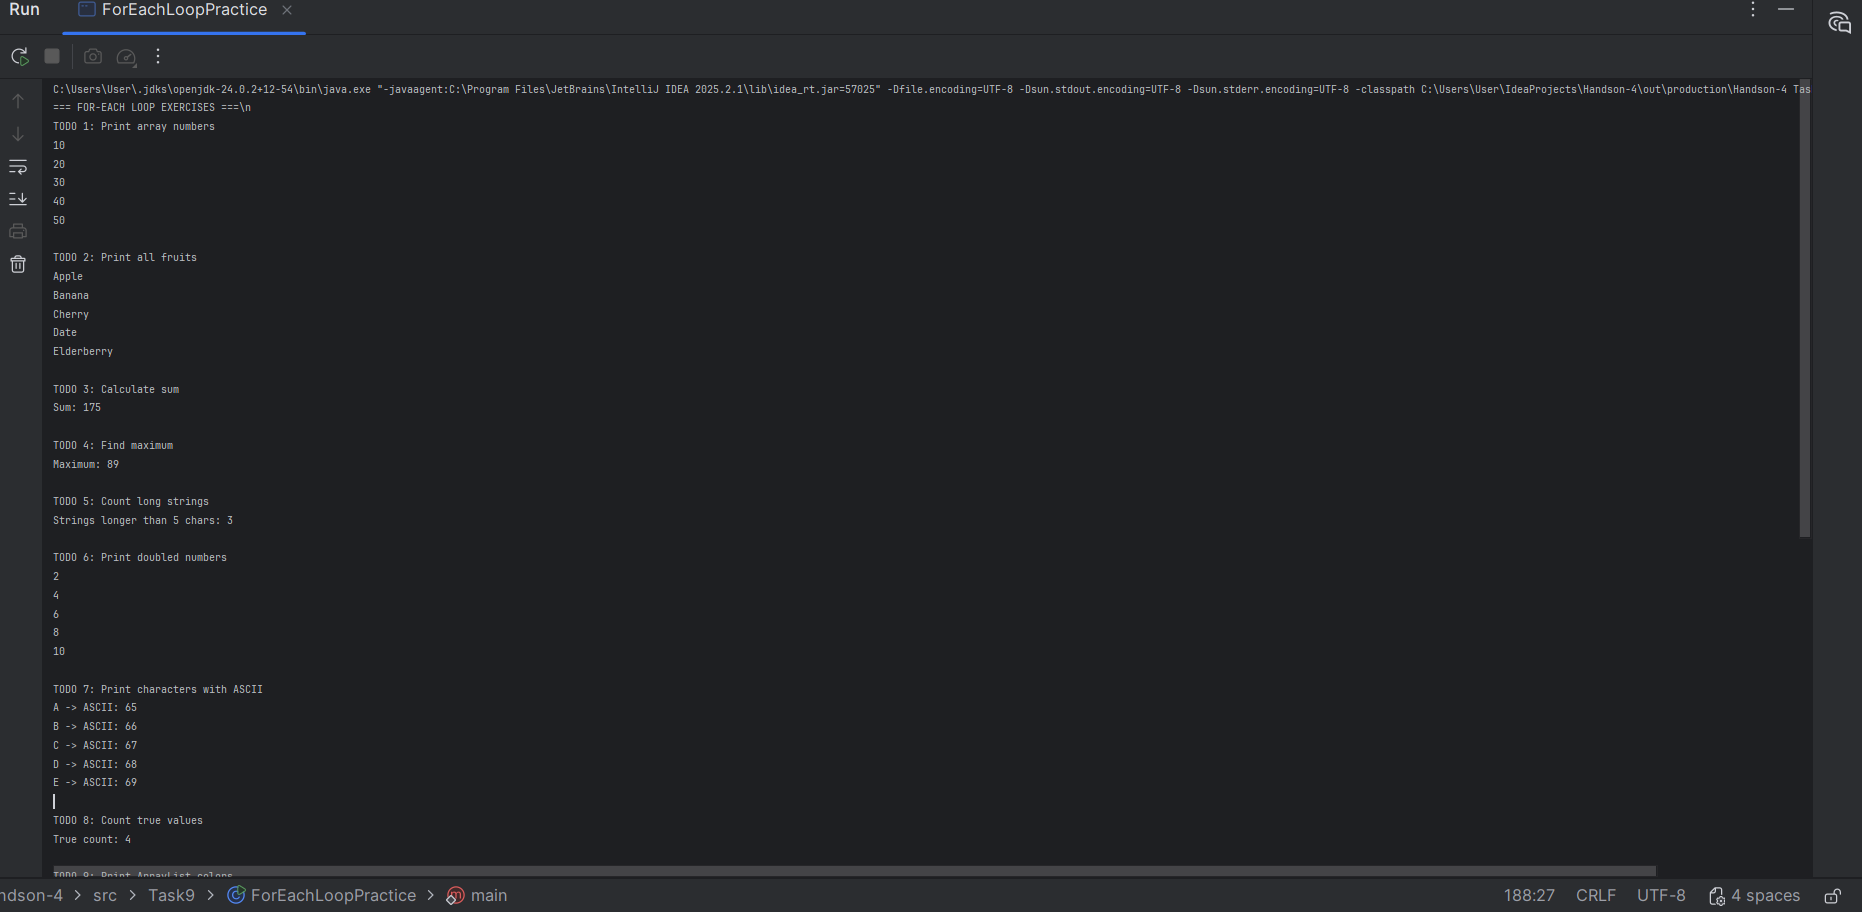 Run ForEachLoopPractice
C:\Users\User\.jdks\openjdk-24.0.2+12-54\bin\java.exe "-javaagent:C:\Program Files\JetBrains\IntelliJ IDEA 2025.2.1\lib\idea_rt.jar=57025" -Dfile.encoding=UTF-8 -Dsun.stdout.encoding=UTF-8 -Dsun.stderr.encoding=UTF-8 -classpath C:\Users\User\IdeaProjects\Handson-4\out\production\Handson-4 Tas
=== FOR-EACH LOOP EXERCISES ===\n
TODO 1: Print array numbers
10
20
30
40
50
TODO 2: Print all fruits
Apple
Banana
Cherry
Date
Elderberry
TODO 3: Calculate sum
Sum: 175
TODO 4: Find maximum
Maximum: 89
TODO 5: Count long strings
Strings longer than 5 chars: 3
TODO 6: Print doubled numbers
2
4
6
8
10
TODO 7: Print characters with ASCII
A -> ASCII: 65
B -> ASCII: 66
C -> ASCII: 67
D -> ASCII: 68
E -> ASCII: 69
TODO 8: Count true values
True count: 4
TODO 9: Print ArrayList colors
ndson-4 > src > Task9 > ForEachLoopPractice > main 188:27 CRLF UTF-8 4 spaces